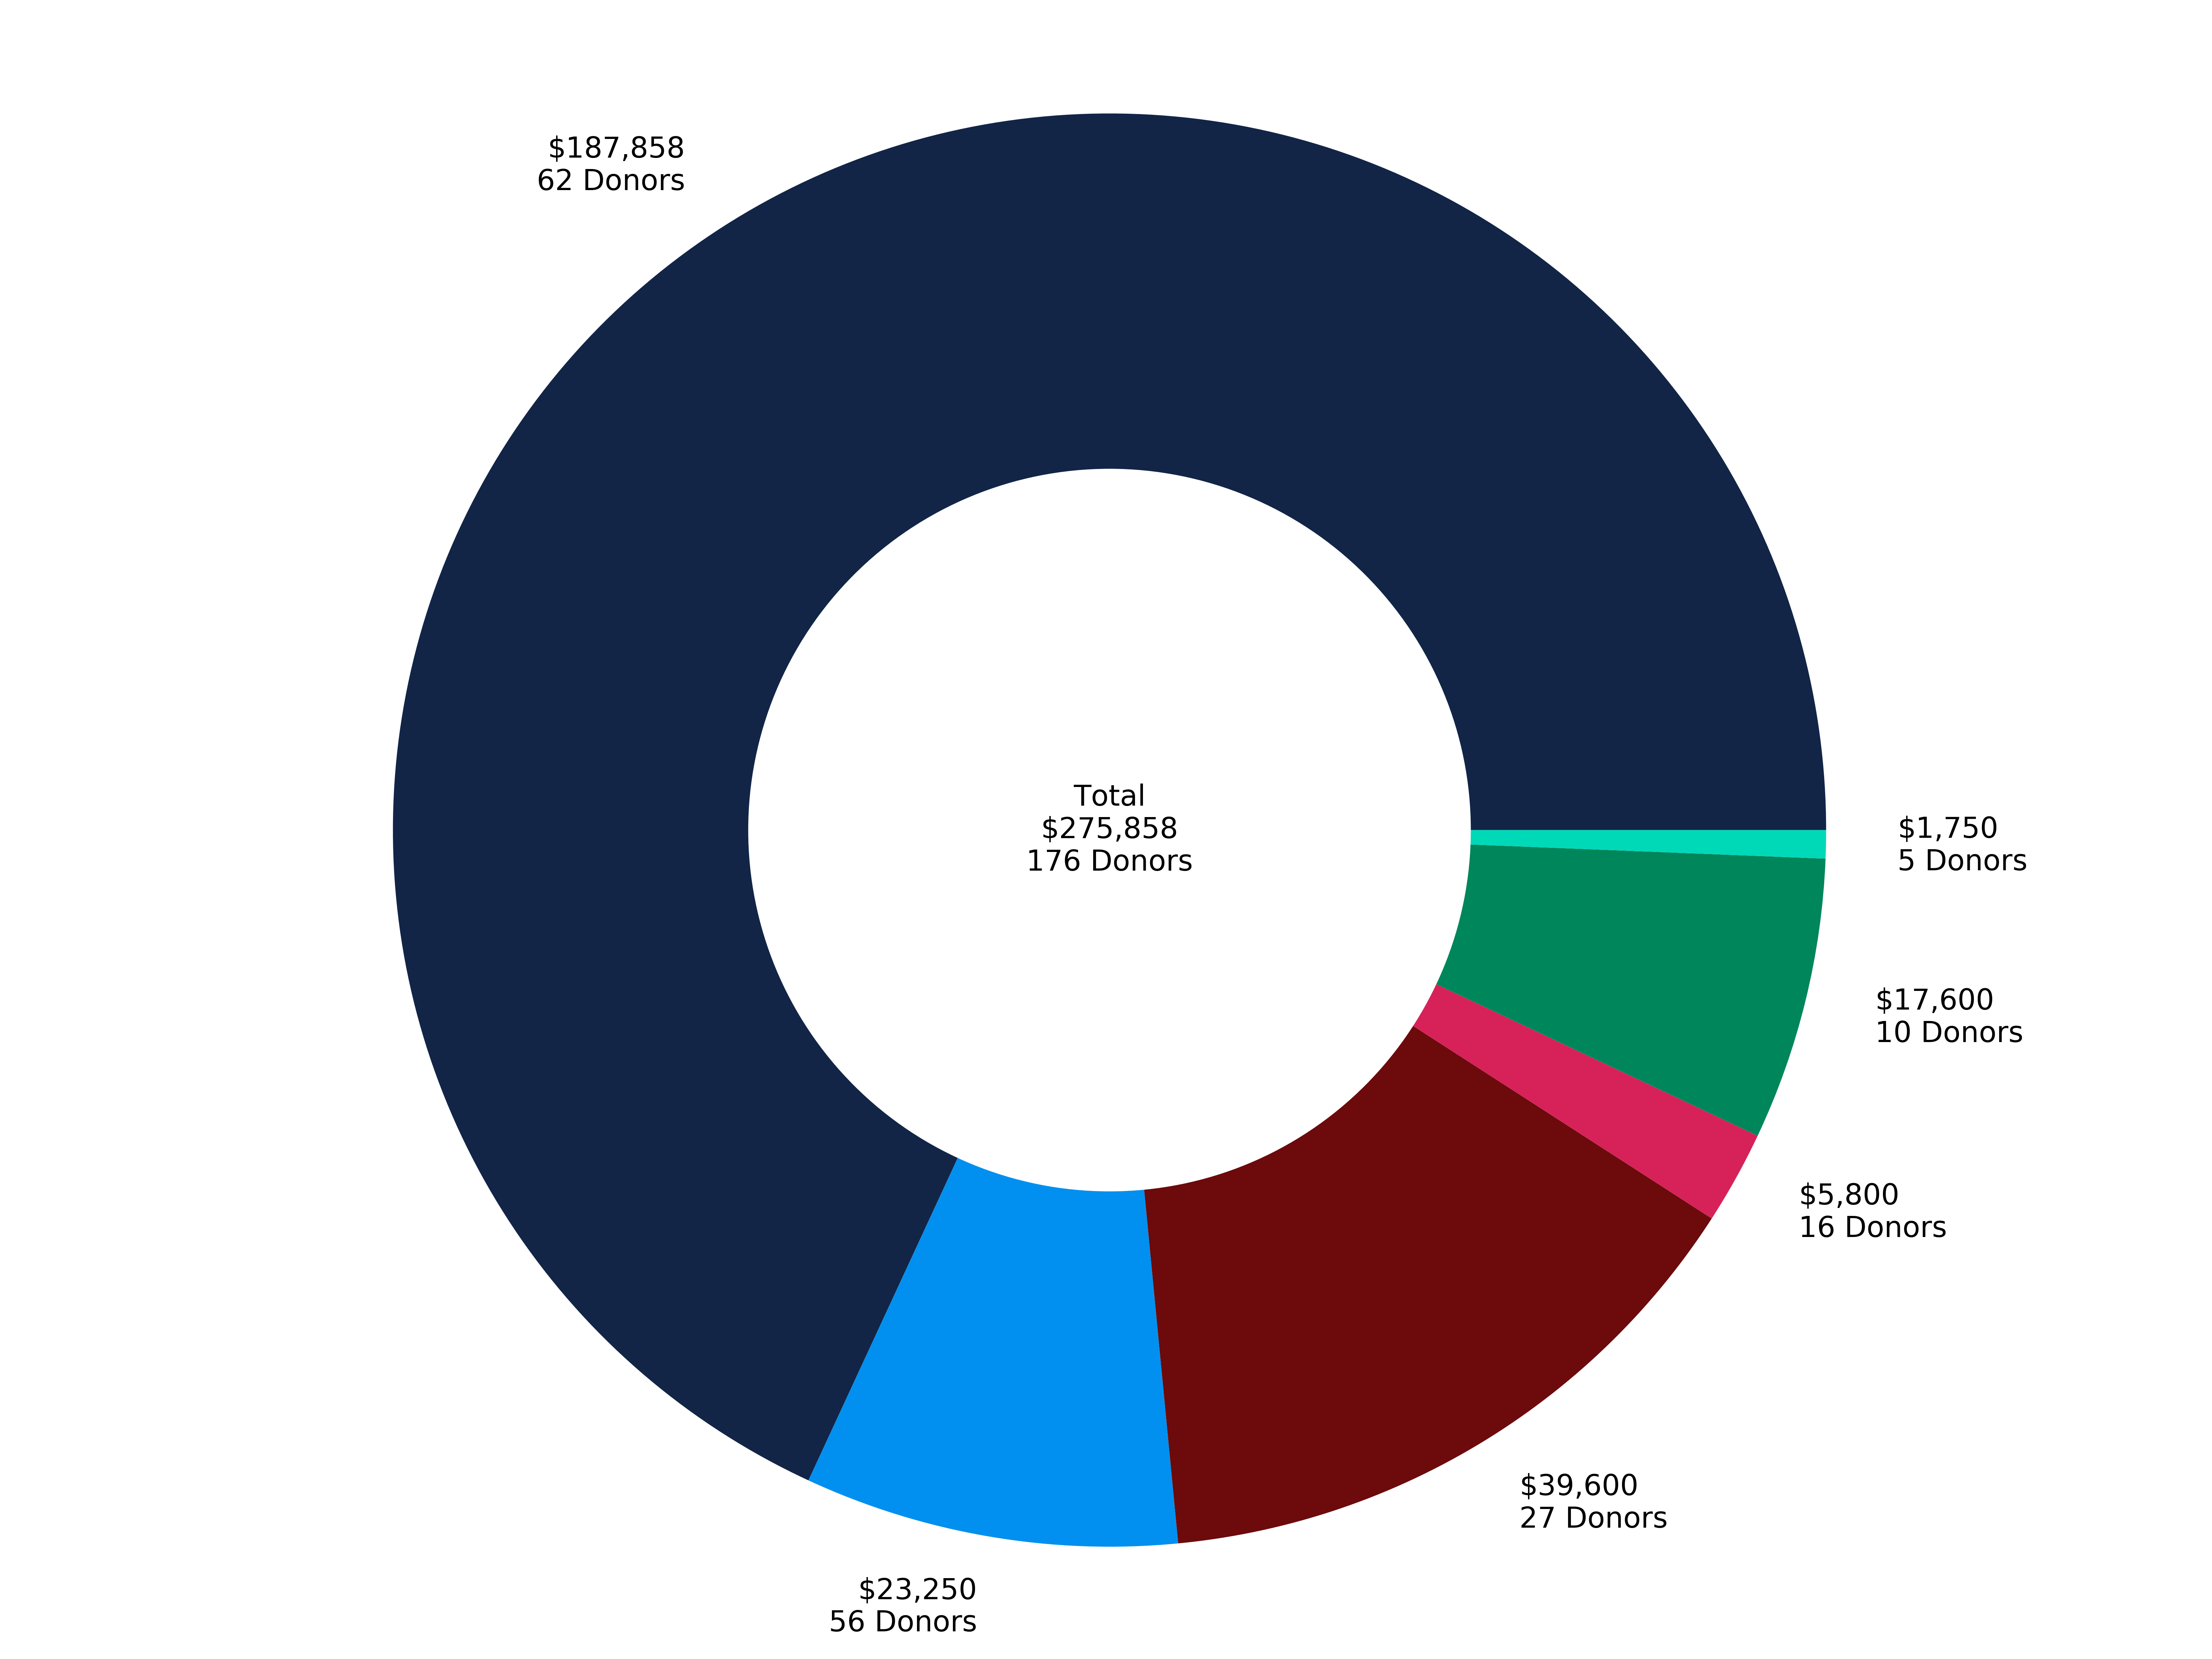 $187,858
62 Donors
Total
$275,858
176 Donors
$1,750
5 Donors
$17,600
10 Donors
$5,800
16 Donors
$39,600
27 Donors
$23,250
56 Donors